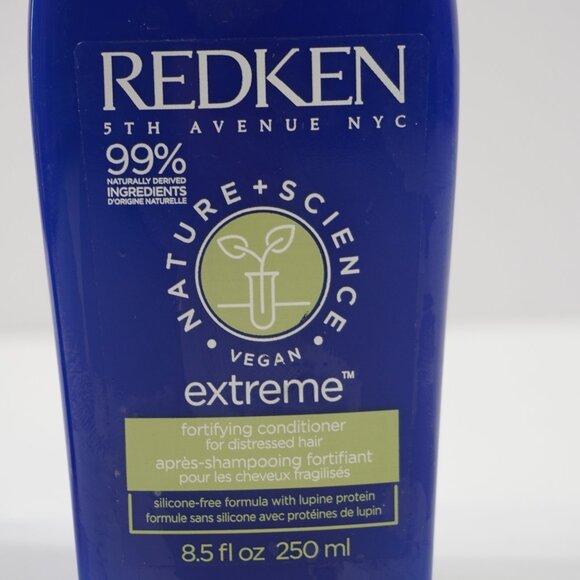 REDKEN
5TH AVENUE NYC
99%
NATURALLY DERIVED
INGREDIENTS
D'ORIGINE NATURELLE
NATURE + SCIENCE
• VEGAN •
extreme™
fortifying conditioner
for distressed hair
après-shampooing fortifiant
pour les cheveux fragilisés
silicone-free formula with lupine protein
formule sans silicone avec protéines de lupin
8.5 fl oz 250 ml